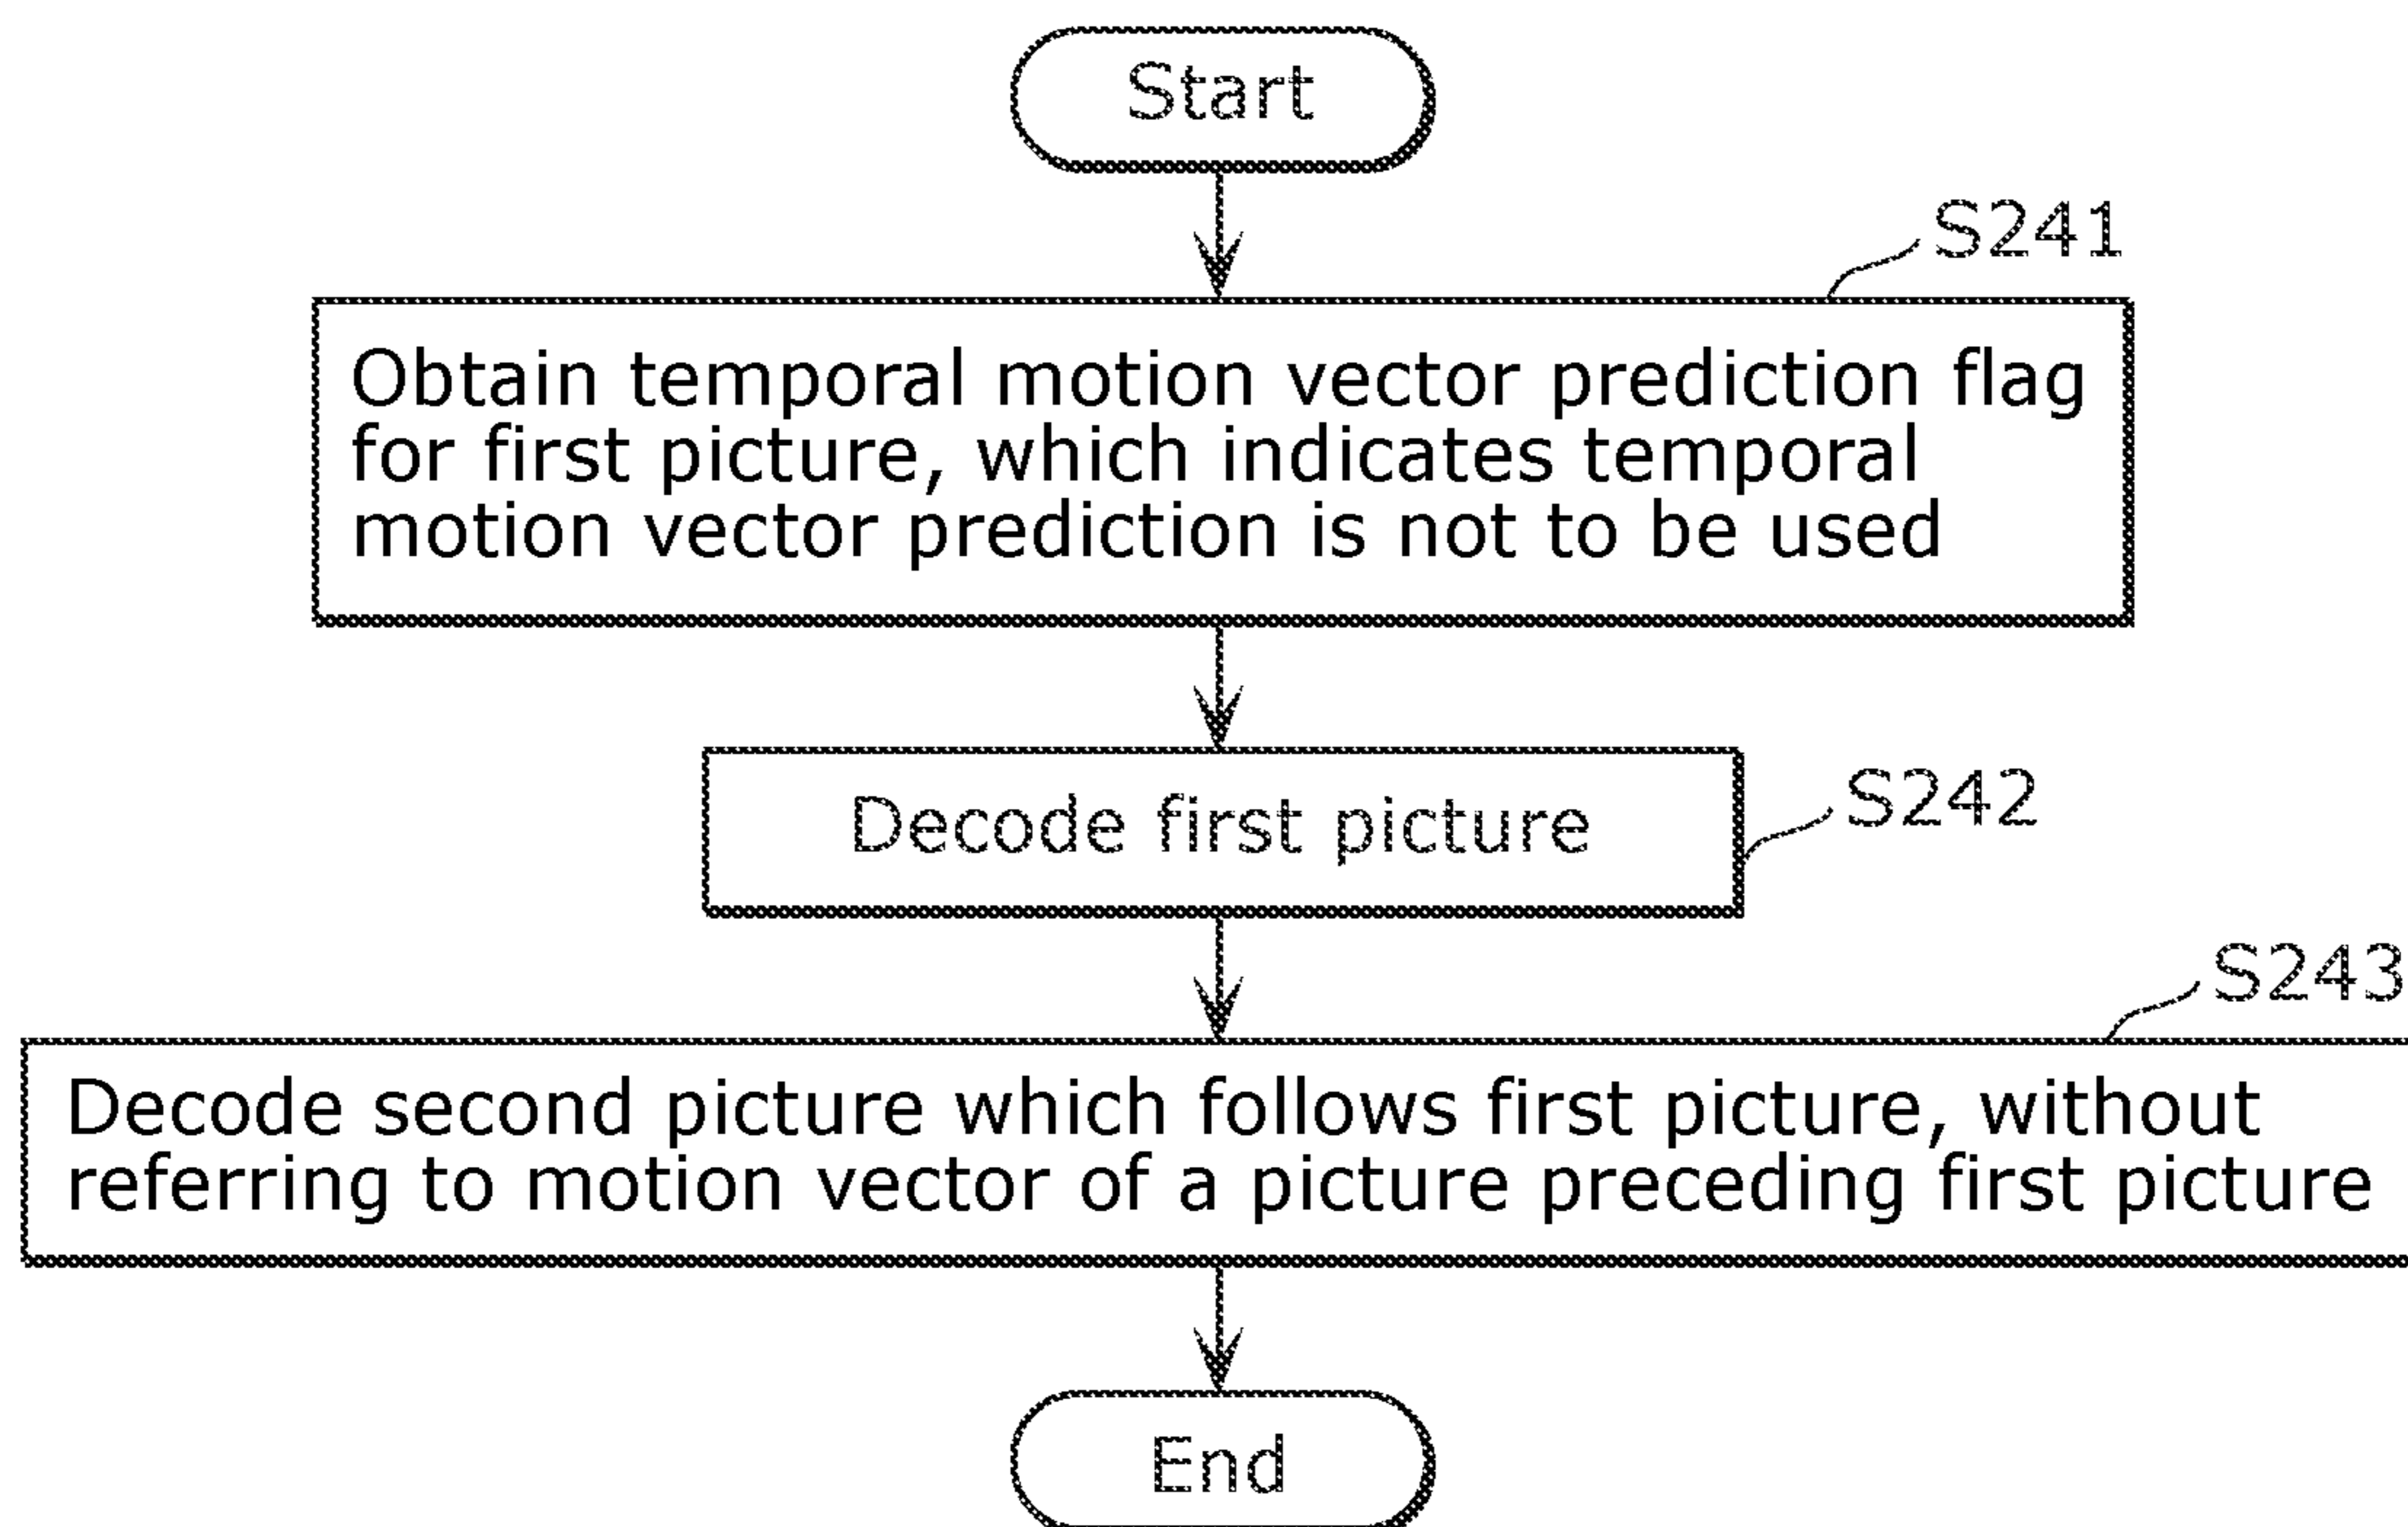 Start
S241
Obtain temporal motion vector prediction flag
for first picture, which indicates temporal
motion vector prediction is not to be used
Decode first picture
S242
S243
Decode second picture which follows first picture, without
referring to motion vector of a picture preceding first picture
End